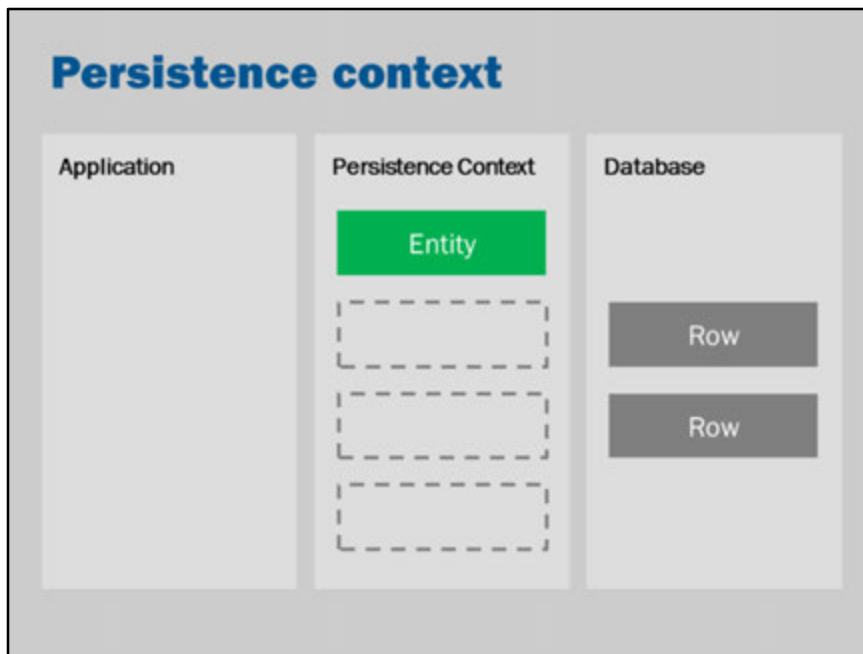 Persistence context
Application
Persistence Context
Database
Entity
Row
Row